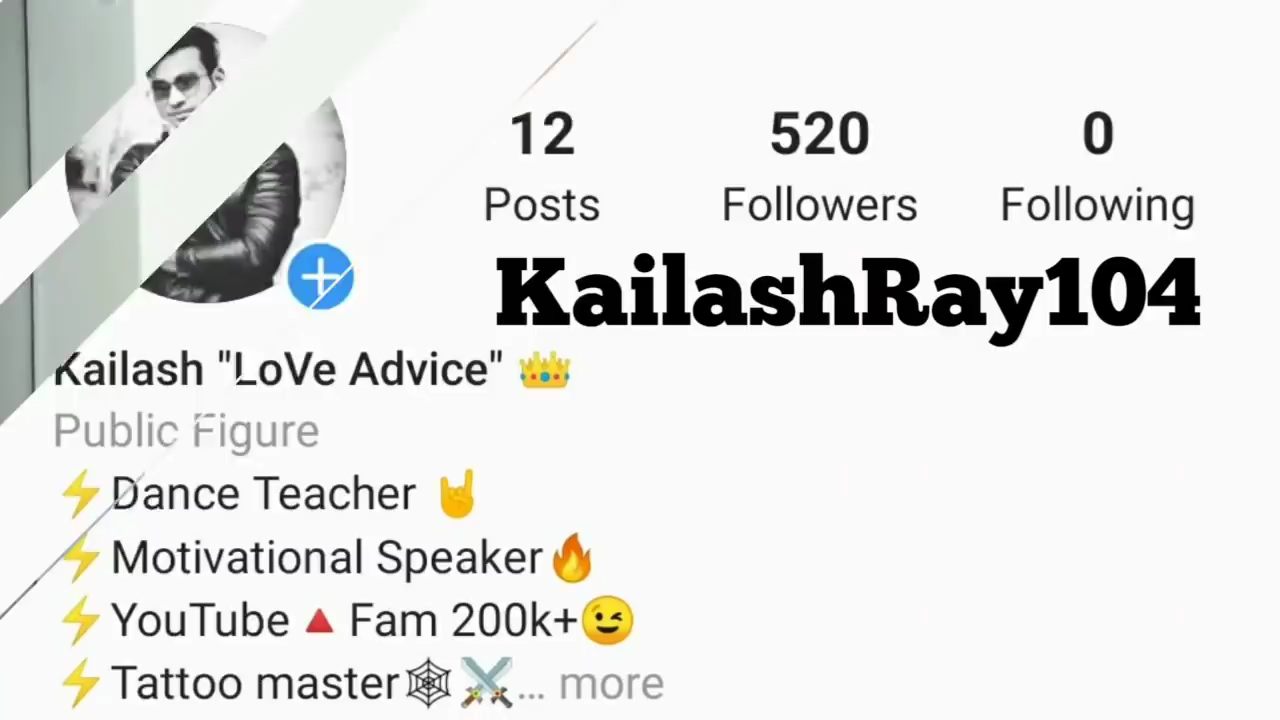 12 520 0
Posts Followers Following
KailashRay104
Kailash "LoVe Advice" 👑
Public Figure
⚡Dance Teacher 🤘
⚡Motivational Speaker🔥
⚡YouTube🔺Fam 200k+😉
⚡Tattoo master🕸⚔... more